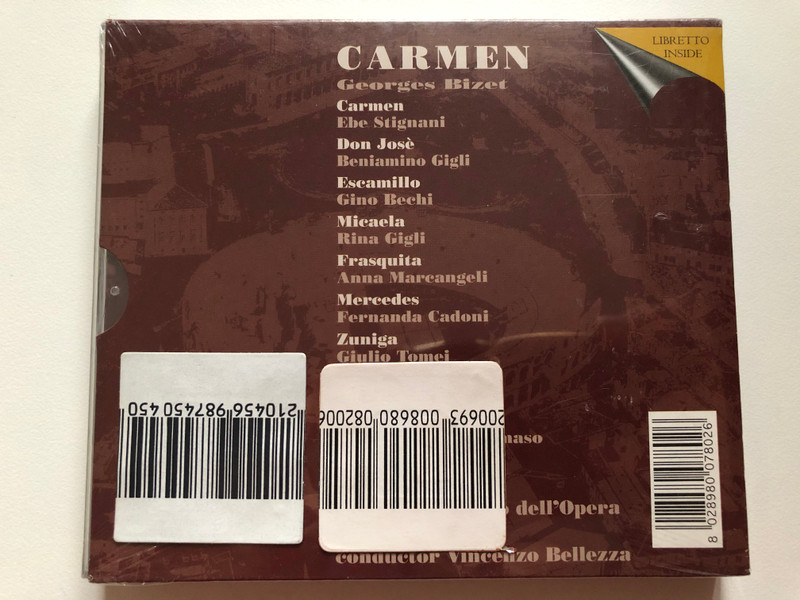 CARMEN
Georges Bizet
Carmen
Ebe Stignani
Don Josè
Beniamino Gigli
Escamillo
Gino Bechi
Micaela
Rina Gigli
Frasquita
Anna Marcangeli
Mercedes
Fernanda Cadoni
Zuniga
Giulio Tomei
maso
dell'Opera
conductor Vincenzo Bellezza
LIBRETTO
INSIDE
210456 987450 450
200693 008680 082006
8 028980 078026